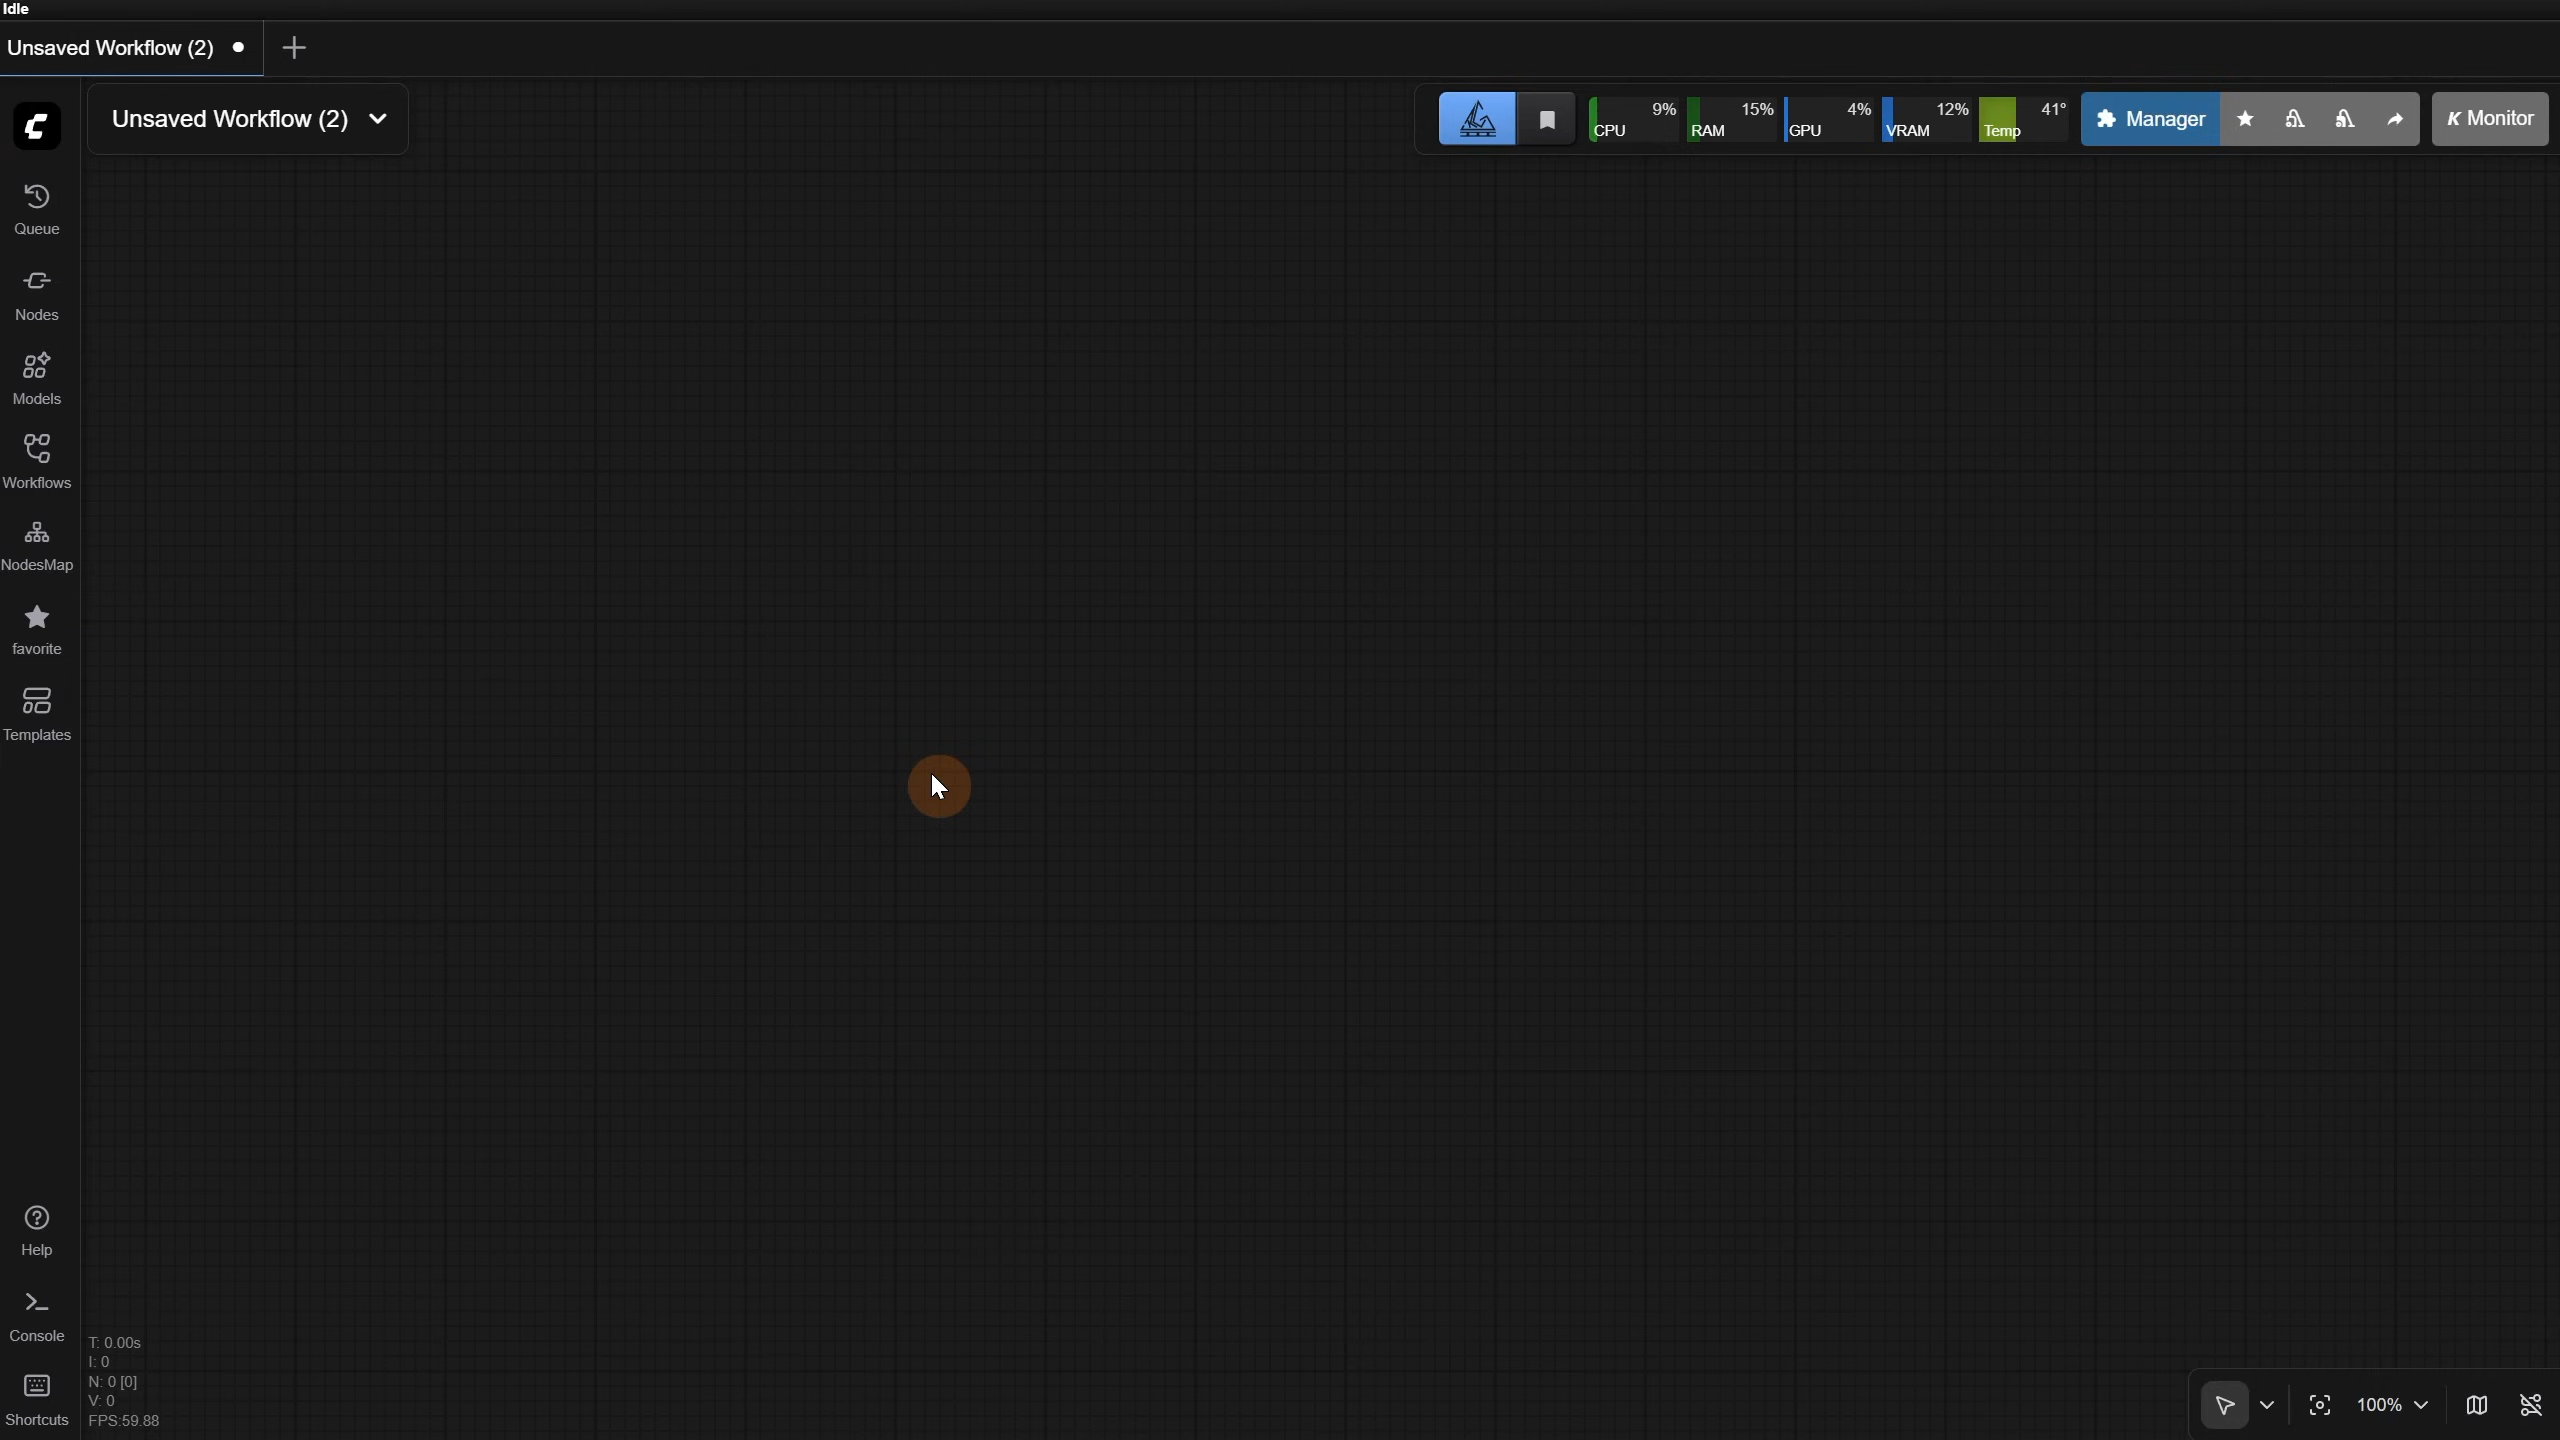 Idle
Unsaved Workflow (2)
Unsaved Workflow (2)
CPU 9%
RAM 15%
GPU 4%
VRAM 12%
Temp 41°
Manager
K Monitor
Queue
Nodes
Models
Workflows
NodesMap
favorite
Templates
Help
Console
Shortcuts
T: 0.00s
I: 0
N: 0 [0]
V: 0
FPS:59.88
100%